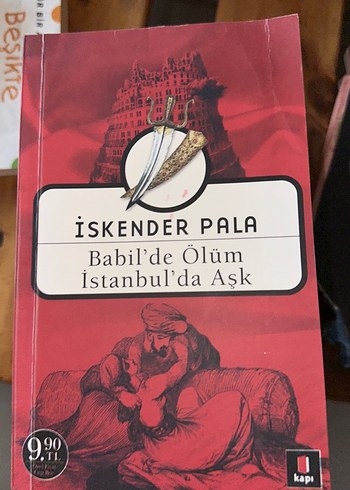 Beşikte
İSKENDER PALA
Babil'de Ölüm
İstanbul'da Aşk
9.90
TL
kapı